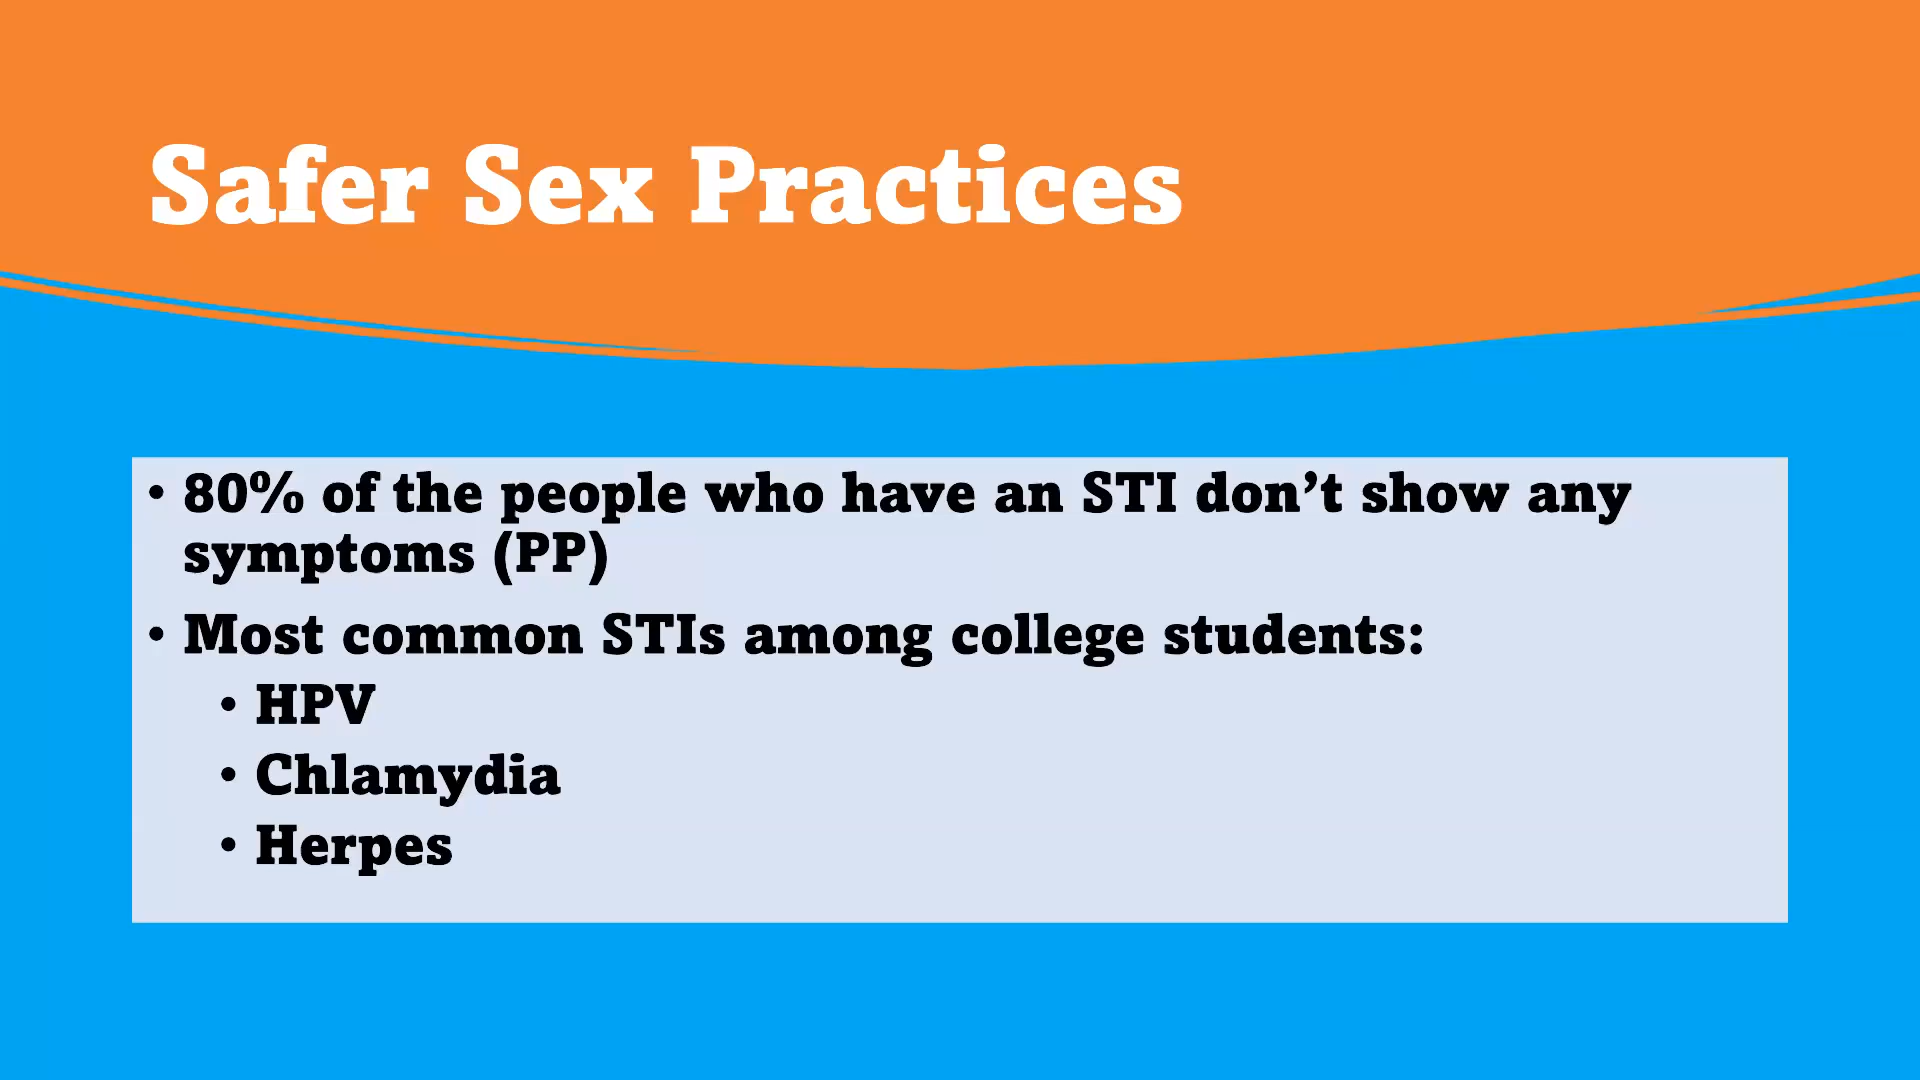 Safer Sex Practices
• 80% of the people who have an STI don’t show any
symptoms (PP)
• Most common STIs among college students:
• HPV
• Chlamydia
• Herpes